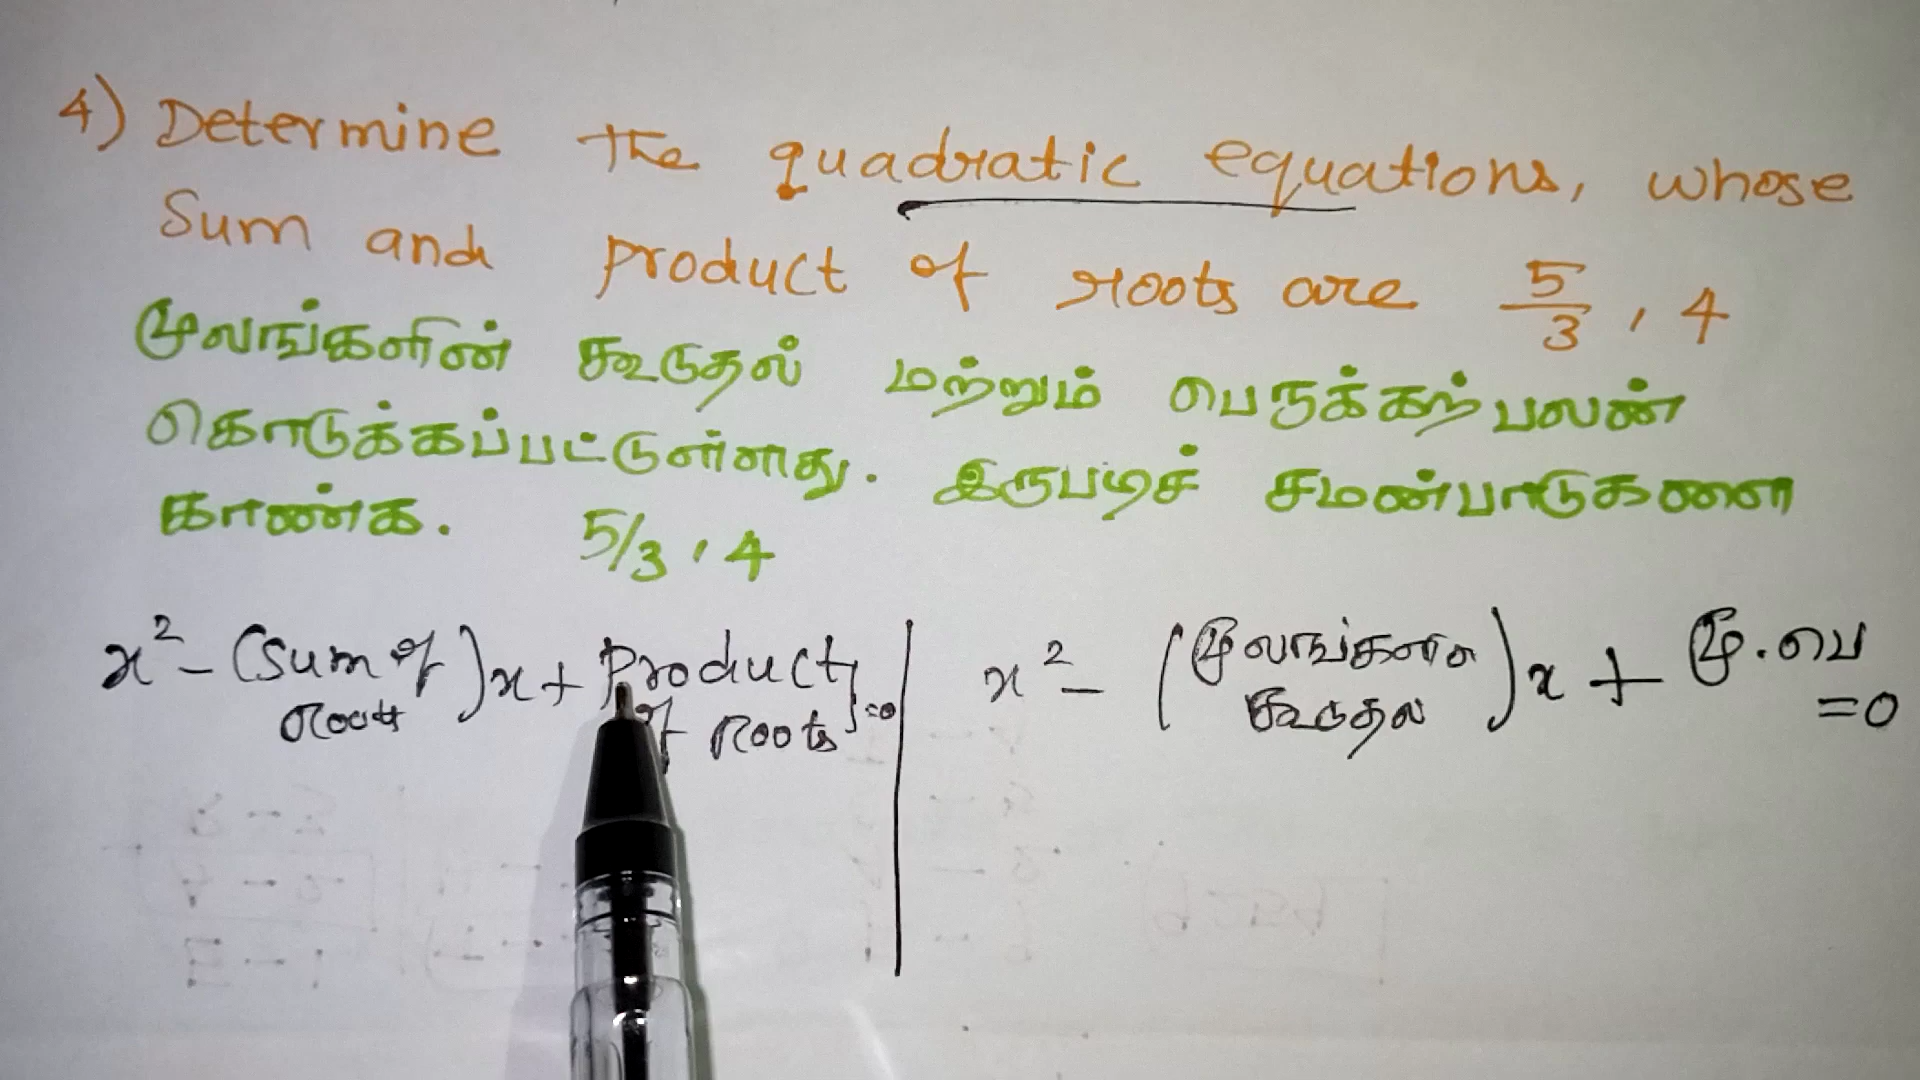 4) Determine the quadratic equations, whose
Sum and product of roots are 5/3, 4
மூலங்களின் கூடுதல் மற்றும் பெருக்கற்பலன்
கொடுக்கப்பட்டுள்ளது. இருபடிச் சமன்பாடுகளை
காண்க. 5/3, 4
x² - (Sum of roots)x + Product of Roots} = 0
x² - (மூலங்களின் கூடுதல்)x + மூ.பெ = 0